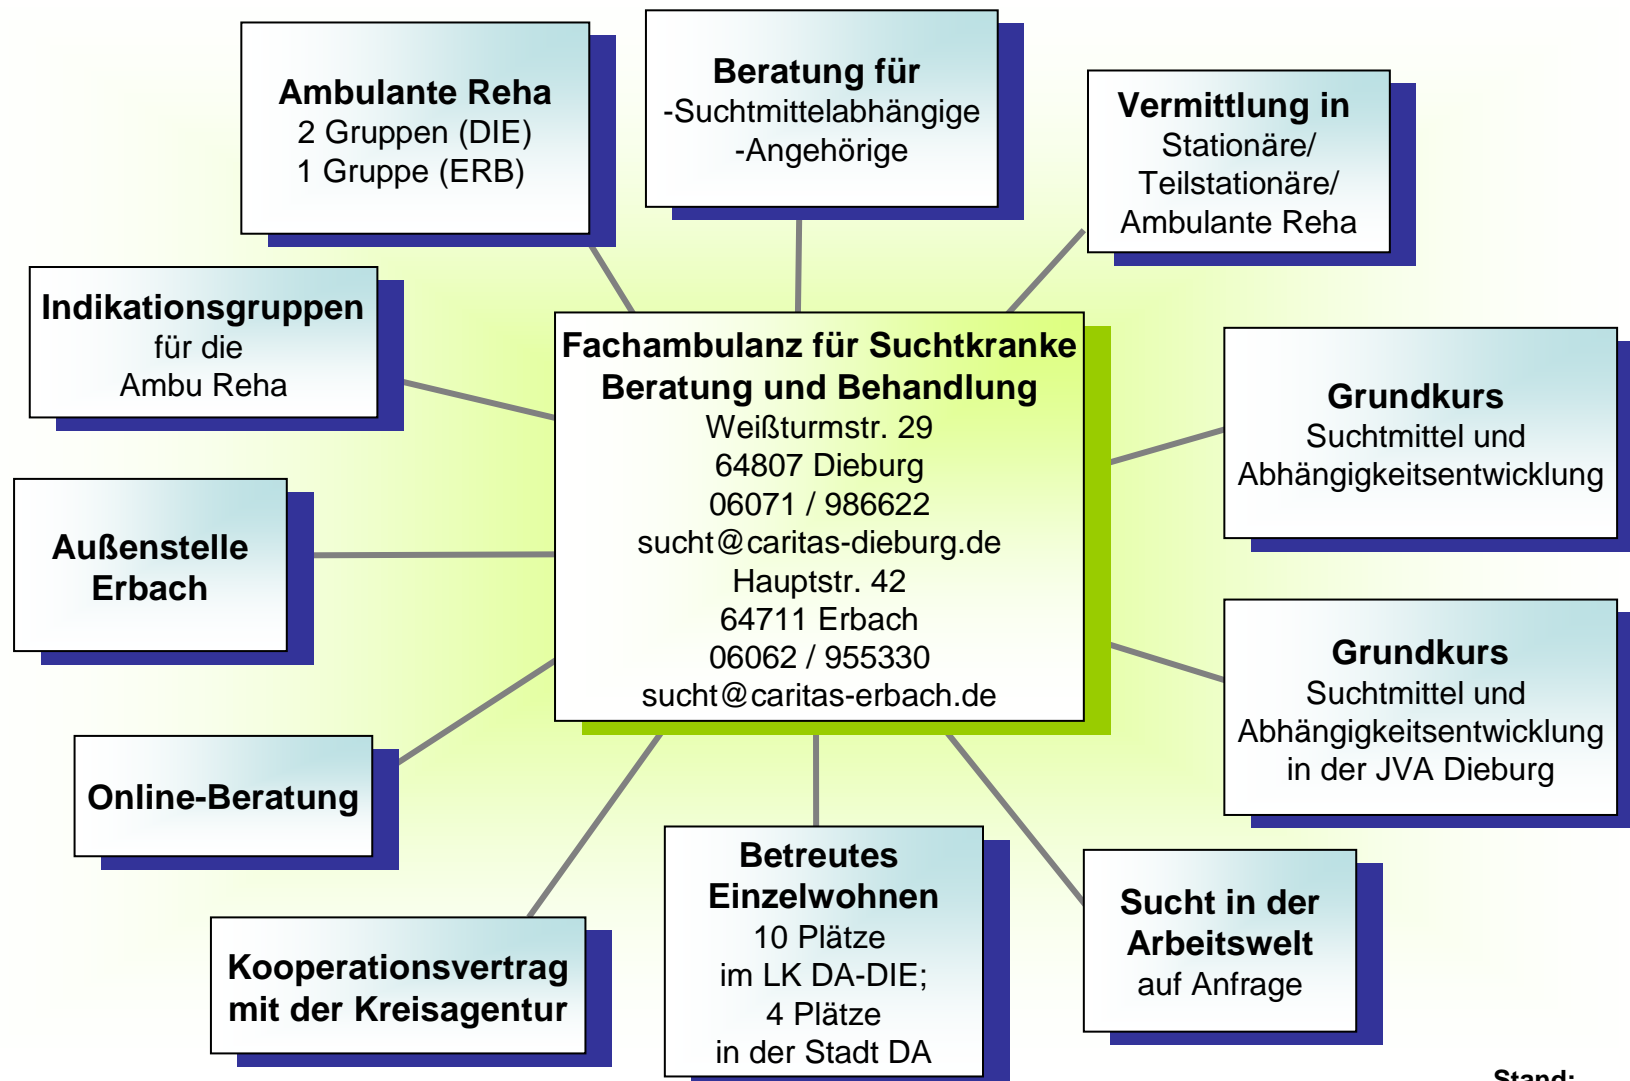 Ambulante Reha
2 Gruppen (DIE)
1 Gruppe (ERB)
Beratung für
-Suchtmittelabhängige
-Angehörige
Vermittlung in
Stationäre/
Teilstationäre/
Ambulante Reha
Indikationsgruppen
für die
Ambu Reha
Fachambulanz für Suchtkranke
Beratung und Behandlung
Weißturmstr. 29
64807 Dieburg
06071 / 986622
sucht@caritas-dieburg.de
Hauptstr. 42
64711 Erbach
06062 / 955330
sucht@caritas-erbach.de
Grundkurs
Suchtmittel und
Abhängigkeitsentwicklung
Außenstelle
Erbach
Grundkurs
Suchtmittel und
Abhängigkeitsentwicklung
in der JVA Dieburg
Online-Beratung
Kooperationsvertrag
mit der Kreisagentur
Betreutes
Einzelwohnen
10 Plätze
im LK DA-DIE;
4 Plätze
in der Stadt DA
Sucht in der
Arbeitswelt
auf Anfrage
Stand: